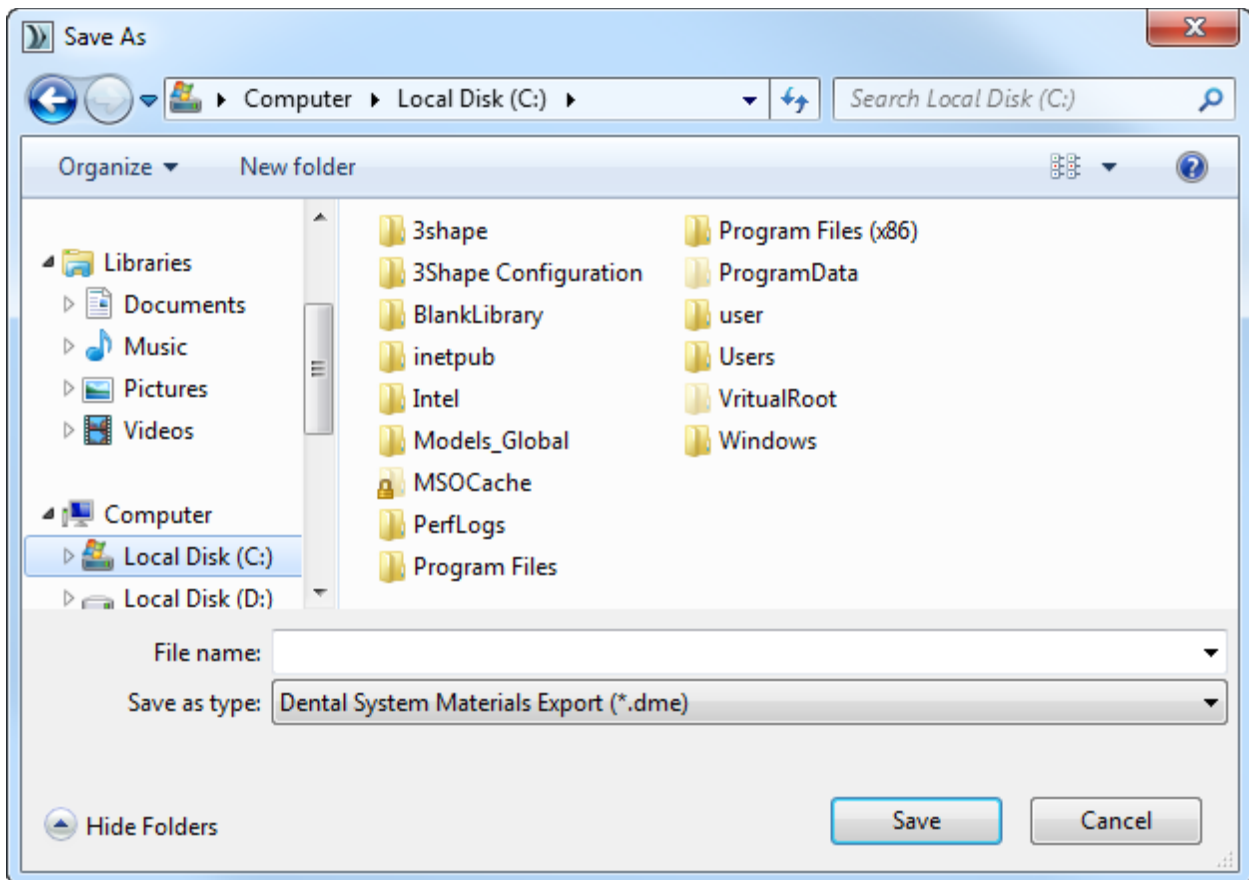 Save As
Computer Local Disk (C:)
Search Local Disk (C:)
Organize
New folder
Libraries
Documents
Music
Pictures
Videos
Computer
Local Disk (C:)
Local Disk (D:)
3shape
3Shape Configuration
BlankLibrary
inetpub
Intel
Models_Global
MSOCache
PerfLogs
Program Files
Program Files (x86)
ProgramData
user
Users
VritualRoot
Windows
File name:
Save as type: Dental System Materials Export (*.dme)
Hide Folders
Save
Cancel